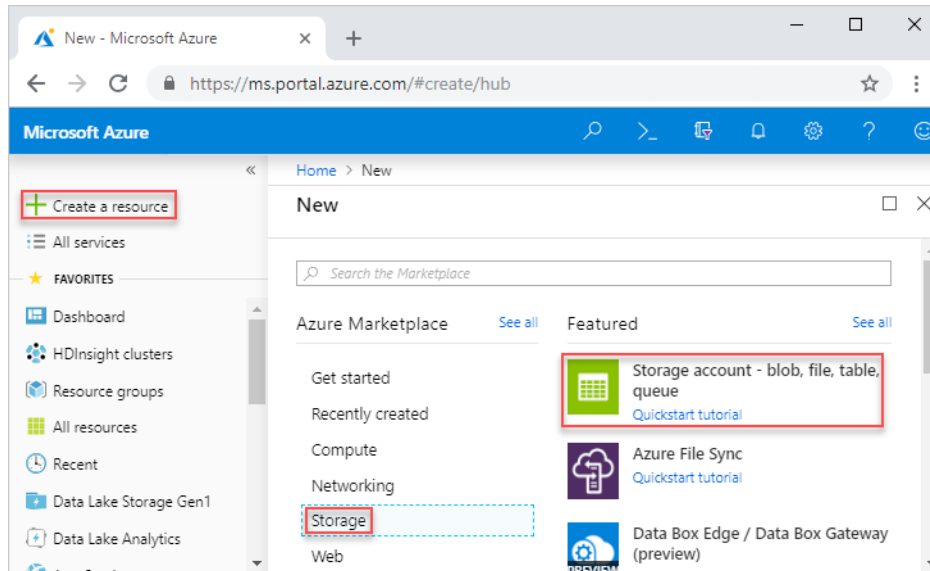 New - Microsoft Azure
https://ms.portal.azure.com/#create/hub
Microsoft Azure
Create a resource
All services
FAVORITES
Dashboard
HDInsight clusters
Resource groups
All resources
Recent
Data Lake Storage Gen1
Data Lake Analytics
Home > New
New
Search the Marketplace
Azure Marketplace
See all
Get started
Recently created
Compute
Networking
Storage
Web
Featured
See all
Storage account - blob, file, table,
queue
Quickstart tutorial
Azure File Sync
Quickstart tutorial
Data Box Edge / Data Box Gateway
(preview)
PREVIEW